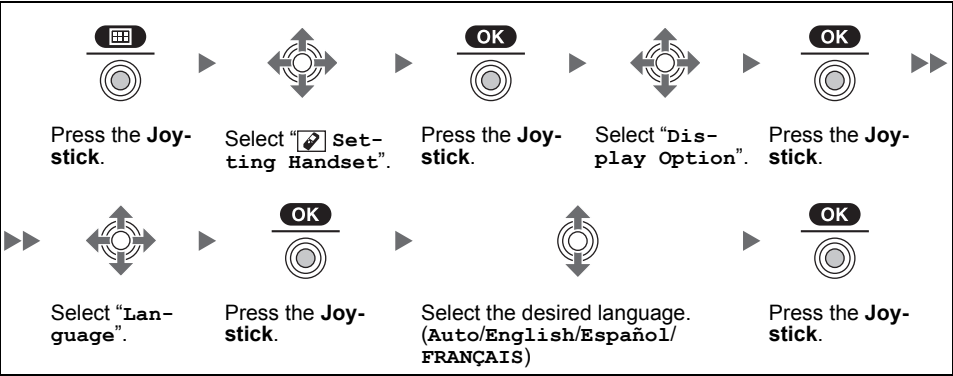 OK
OK
Press the Joy-
stick.
Select “ Set-
ting Handset”.
Press the Joy-
stick.
Select “Dis-
play Option”.
Press the Joy-
stick.
OK
OK
Select “Lan-
guage”.
Press the Joy-
stick.
Select the desired language.
(Auto/English/Español/
FRANÇAIS)
Press the Joy-
stick.